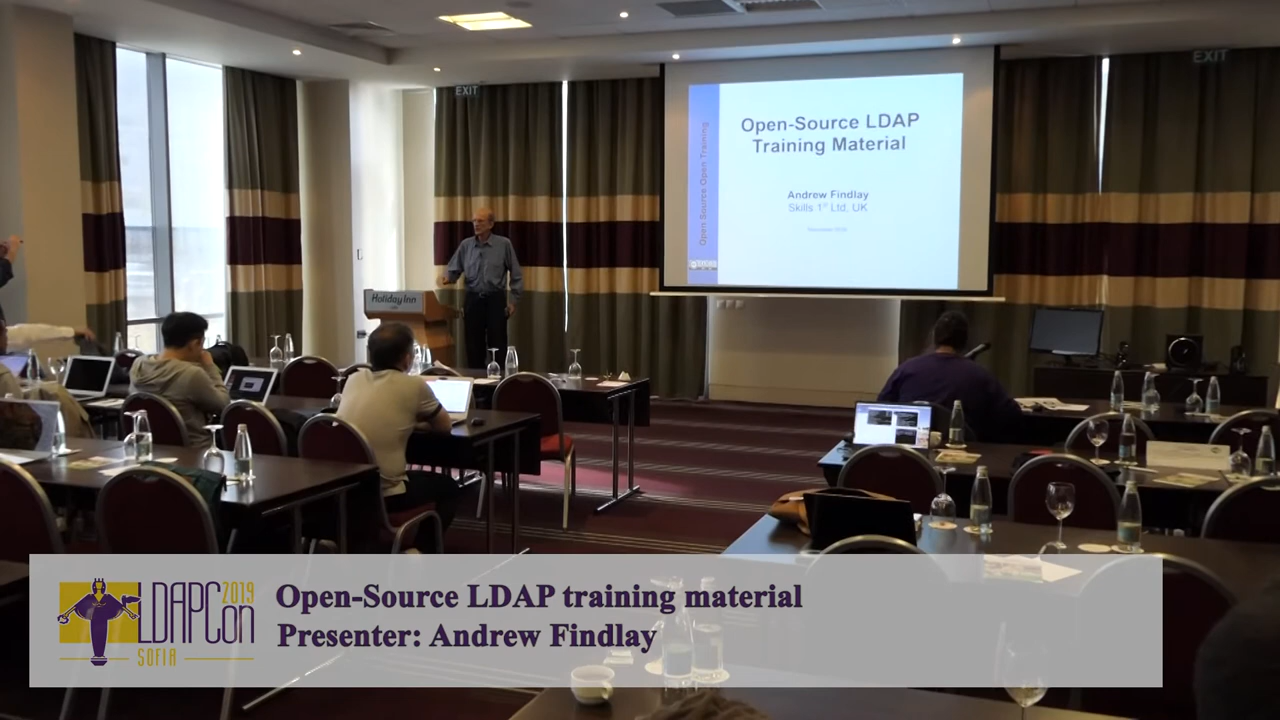 EXIT
EXIT
Open-Source LDAP
Training Material
Andrew Findlay
Skills 1st Ltd, UK
Open Source Open Training
Holiday Inn
LDAPCon 2019
SOFIA
Open-Source LDAP training material
Presenter: Andrew Findlay